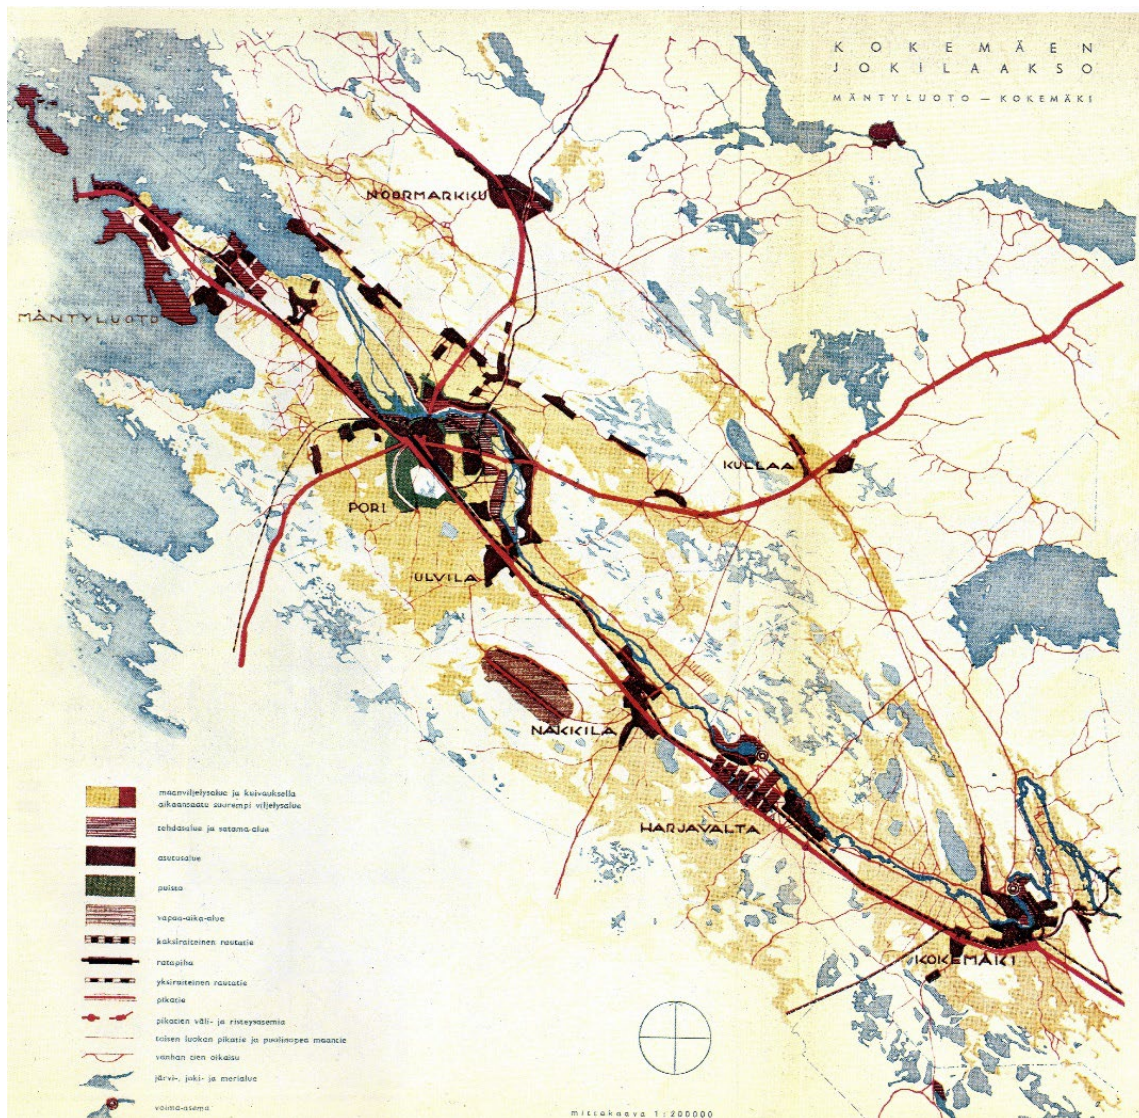 KOKEMÄEN
JOKILAAKSO
MÄNTYLUOTO — KOKEMÄKI
NOORMARKKU
MÄNTYLUOTO
KULLAA
PORI
ULVILA
NAKKILA
HARJAVALTA
KOKEMÄKI
maanviljelysalue ja kuivauksella
aikaansaatu suurempi viljelysalue
tehdasalue ja satama-alue
asutusalue
puisto
vapaa-aika-alue
kaksiraiteinen rautatie
ratapiha
yksiraiteinen rautatie
pikatie
pikatien väli- ja risteysasemia
toisen luokan pikatie ja puolinopea maantie
vanhan tien oikaisu
järvi-, joki- ja merialue
voima-asema
mittakaava 1:200000